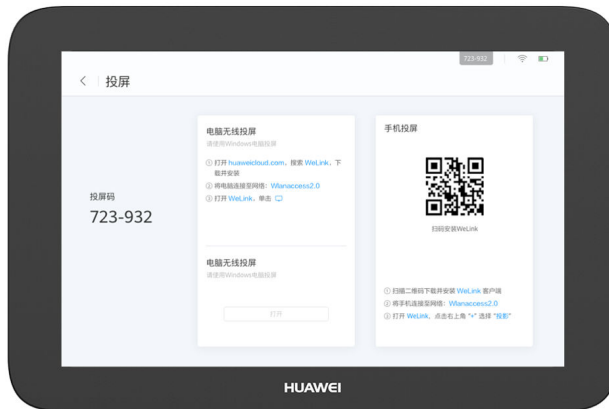 723-932
投屏
投屏码
723-932
电脑无线投屏
请使用Windows电脑投屏
① 打开 huaweicloud.com，搜索 WeLink，下
载并安装
② 将电脑连接至网络：Wlanaccess2.0
③ 打开 WeLink，单击
电脑无线投屏
请使用Windows电脑投屏
打开
手机投屏
扫码安装WeLink
① 扫描二维码下载并安装 WeLink 客户端
② 将手机连接至网络：Wlanaccess2.0
③ 打开 WeLink，点击右上角 "+" 选择 "投影"
HUAWEI